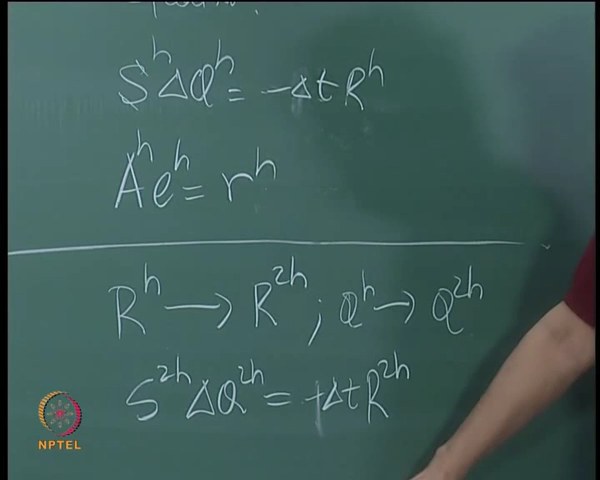 S^h ΔQ^h = -Δt R^h
A^h e^h = r^h
R^h → R^2h ; Q^h → Q^2h
S^2h ΔQ^2h = -Δt R^2h
NPTEL